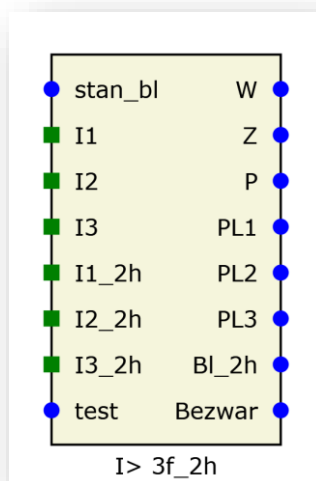 stan_bl W
I1 Z
I2 P
I3 PL1
I1_2h PL2
I2_2h PL3
I3_2h Bl_2h
test Bezwar
I> 3f_2h